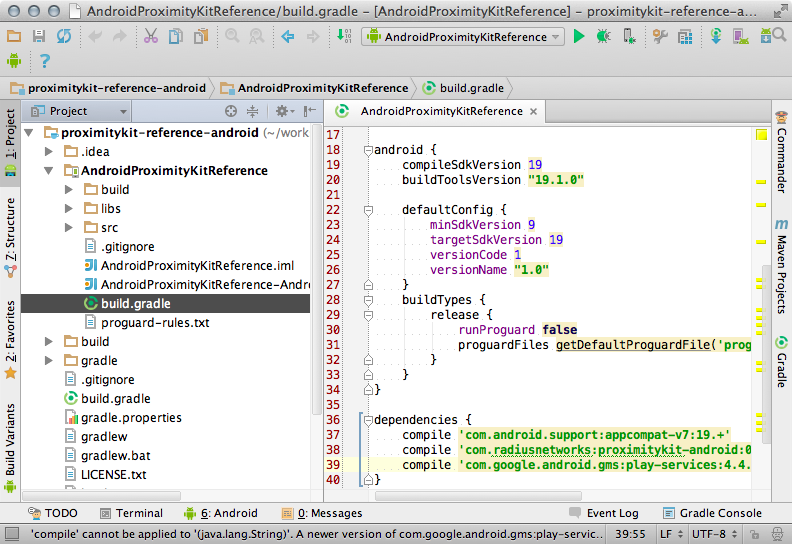 AndroidProximityKitReference/build.gradle – [AndroidProximityKitReference] – proximity-kit-reference-a...
AndroidProximityKitReference
proximitykit-reference-android
AndroidProximityKitReference
build.gradle
Project
AndroidProximityKitReference
1: Project
Z: Structure
2: Favorites
Build Variants
proximitykit-reference-android (~/work
.idea
AndroidProximityKitReference
build
libs
src
.gitignore
AndroidProximityKitReference.iml
AndroidProximityKitReference-Andr
build.gradle
proguard-rules.txt
build
gradle
.gitignore
build.gradle
gradle.properties
gradlew
gradlew.bat
LICENSE.txt
17
18 android {
19 compileSdkVersion 19
20 buildToolsVersion "19.1.0"
21
22 defaultConfig {
23 minSdkVersion 9
24 targetSdkVersion 19
25 versionCode 1
26 versionName "1.0"
27 }
28 buildTypes {
29 release {
30 runProguard false
31 proguardFiles getDefaultProguardFile('prog
32 }
33 }
34 }
35
36 dependencies {
37 compile 'com.android.support:appcompat-v7:19.+'
38 compile 'com.radiusnetworks:proximitykit-android:0
39 compile 'com.google.android.gms:play-services:4.4.
40 }
Commander
m
Maven Projects
Gradle
TODO
Terminal
6: Android
0: Messages
Event Log
Gradle Console
'compile' cannot be applied to '(java.lang.String)'. A newer version of com.google.android.gms:play-servic...
39:55
LF
UTF-8